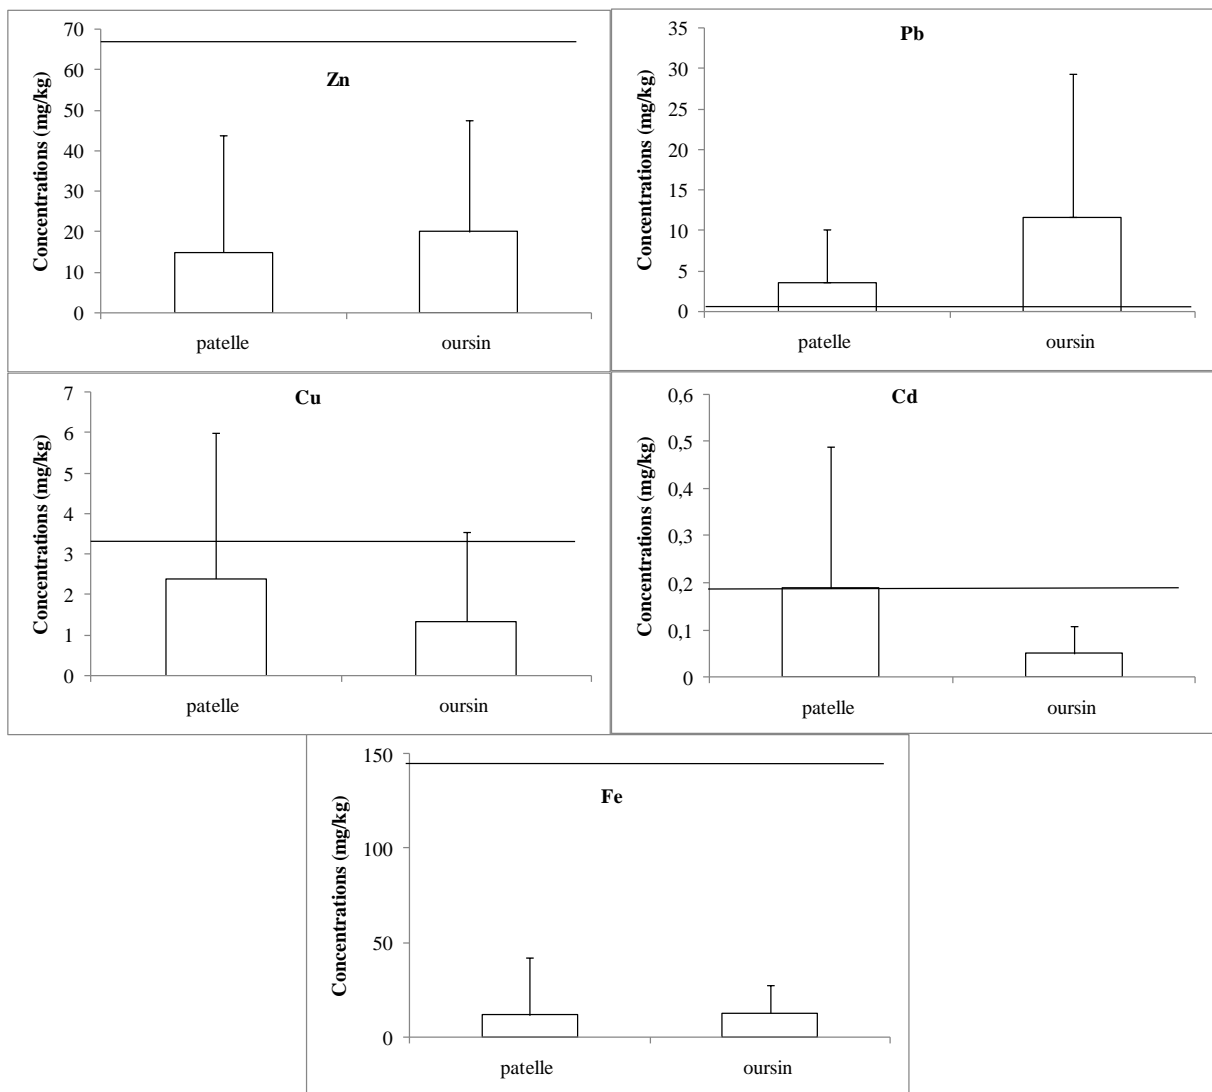 Zn
Concentrations (mg/kg)
70
60
50
40
30
20
10
0
patelle oursin
Pb
Concentrations (mg/kg)
35
30
25
20
15
10
5
0
patelle oursin
Cu
Concentrations (mg/kg)
7
6
5
4
3
2
1
0
patelle oursin
Cd
Concentrations (mg/kg)
0,6
0,5
0,4
0,3
0,2
0,1
0
patelle oursin
Fe
Concentrations (mg/kg)
150
100
50
0
patelle oursin